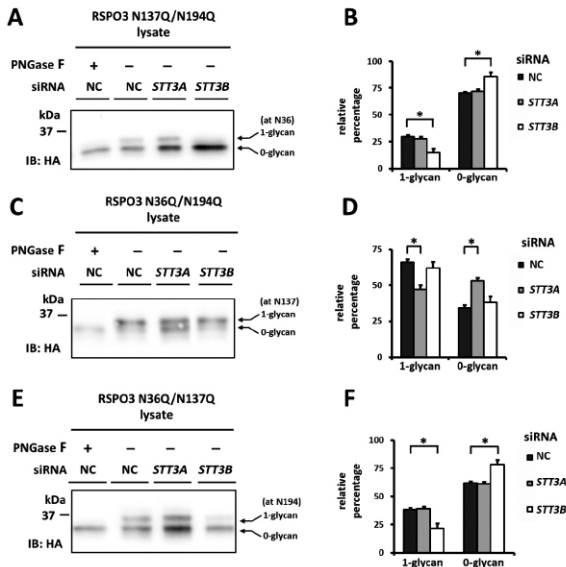 A
RSPO3 N137Q/N194Q
lysate
PNGase F + – – –
siRNA NC NC STT3A STT3B
kDa
37
(at N36)
1-glycan
0-glycan
IB: HA
B
relative
percentage
100
75
50
25
0
*
*
1-glycan 0-glycan
siRNA
NC
STT3A
STT3B
C
RSPO3 N36Q/N194Q
lysate
PNGase F + – – –
siRNA NC NC STT3A STT3B
kDa
37
(at N137)
1-glycan
0-glycan
IB: HA
D
relative
percentage
75
50
25
0
*
*
1-glycan 0-glycan
siRNA
NC
STT3A
STT3B
E
RSPO3 N36Q/N137Q
lysate
PNGase F + – – –
siRNA NC NC STT3A STT3B
kDa
37
(at N194)
1-glycan
0-glycan
IB: HA
F
relative
percentage
100
75
50
25
0
*
*
1-glycan 0-glycan
siRNA
NC
STT3A
STT3B